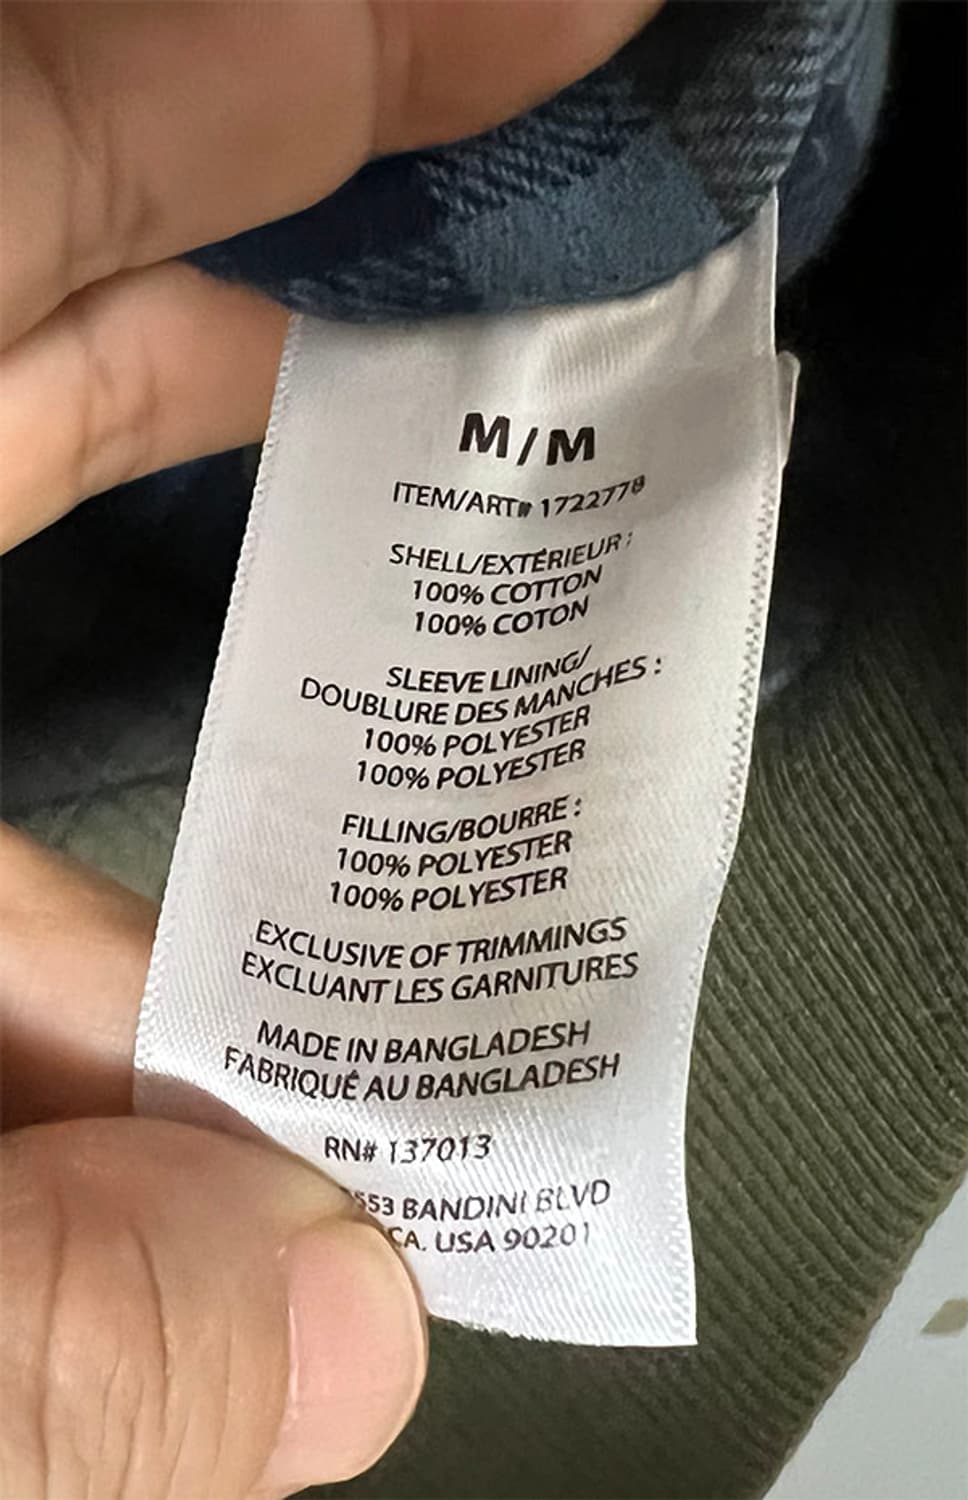 M/M
ITEM/ART# 1722778
SHELL/EXTÉRIEUR :
100% COTTON
100% COTON
SLEEVE LINING/
DOUBLURE DES MANCHES :
100% POLYESTER
100% POLYESTER
FILLING/BOURRE :
100% POLYESTER
100% POLYESTER
EXCLUSIVE OF TRIMMINGS
EXCLUANT LES GARNITURES
MADE IN BANGLADESH
FABRIQUÉ AU BANGLADESH
RN# 137013
BANDINI BLVD
CA. USA 90201